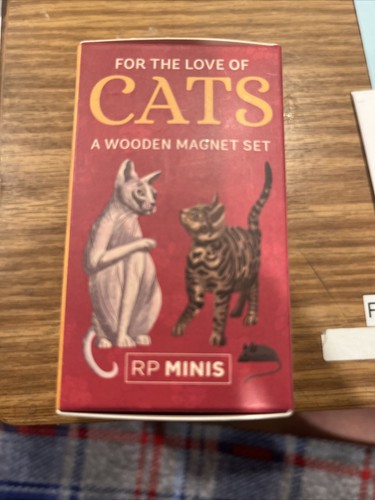 FOR THE LOVE OF
CATS
A WOODEN MAGNET SET
RP MINIS